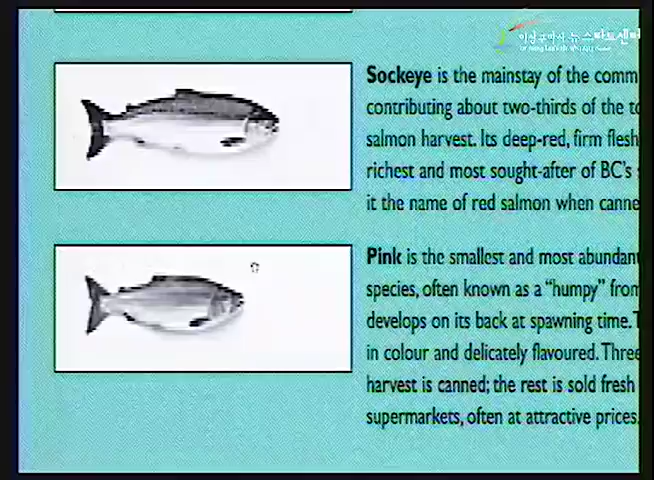 Sockeye is the mainstay of the comm
contributing about two-thirds of the to
salmon harvest. Its deep-red, firm flesh
richest and most sought-after of BC's
it the name of red salmon when canne
Pink is the smallest and most abundan
species, often known as a "humpy" from
develops on its back at spawning time. T
in colour and delicately flavoured. Three
harvest is canned; the rest is sold fresh
supermarkets, often at attractive prices.